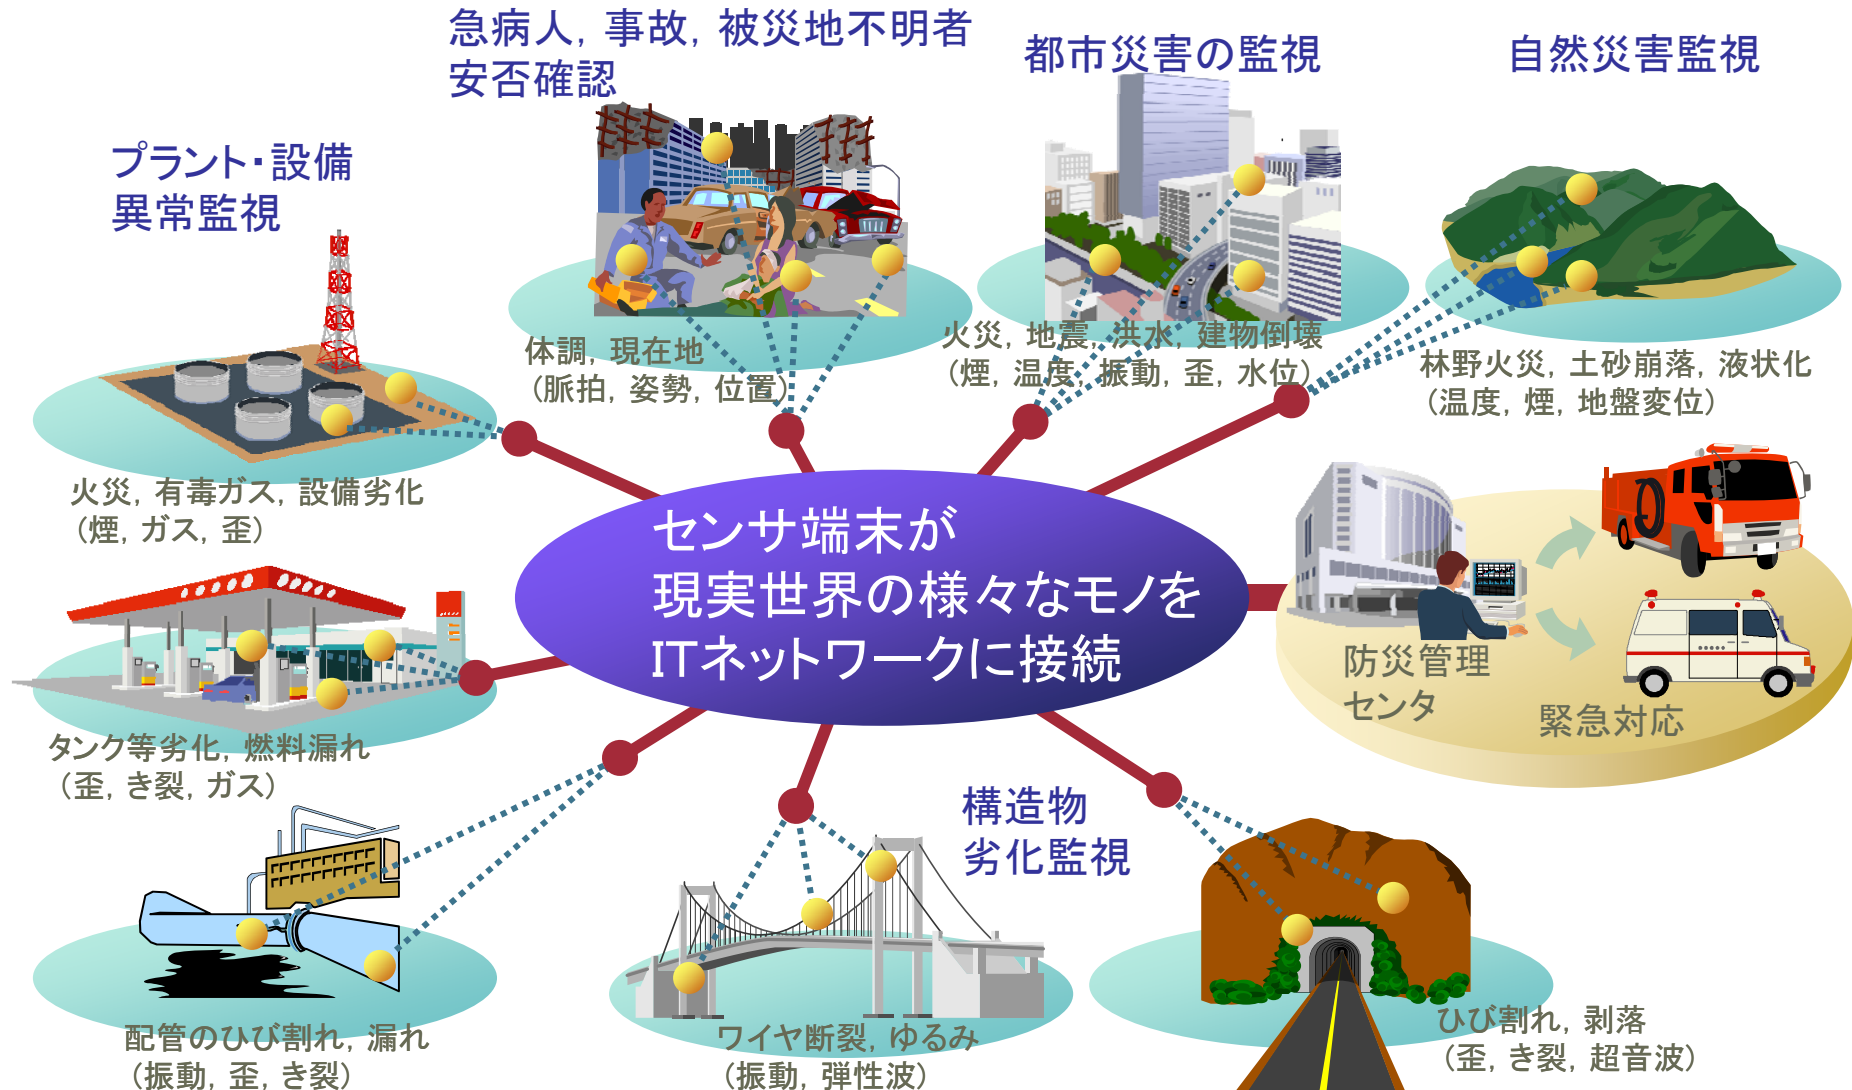 急病人, 事故, 被災地不明者
安否確認
都市災害の監視
自然災害監視
プラント・設備
異常監視
体調, 現在地
(脈拍, 姿勢, 位置)
火災, 地震, 洪水, 建物倒壊
(煙, 温度, 振動, 歪, 水位)
林野火災, 土砂崩落, 液状化
(温度, 煙, 地盤変位)
火災, 有毒ガス, 設備劣化
(煙, ガス, 歪)
センサ端末が
現実世界の様々なモノを
ITネットワークに接続
防災管理
センタ
緊急対応
タンク等劣化, 燃料漏れ
(歪, き裂, ガス)
構造物
劣化監視
配管のひび割れ, 漏れ
(振動, 歪, き裂)
ワイヤ断裂, ゆるみ
(振動, 弾性波)
ひび割れ, 剥落
(歪, き裂, 超音波)